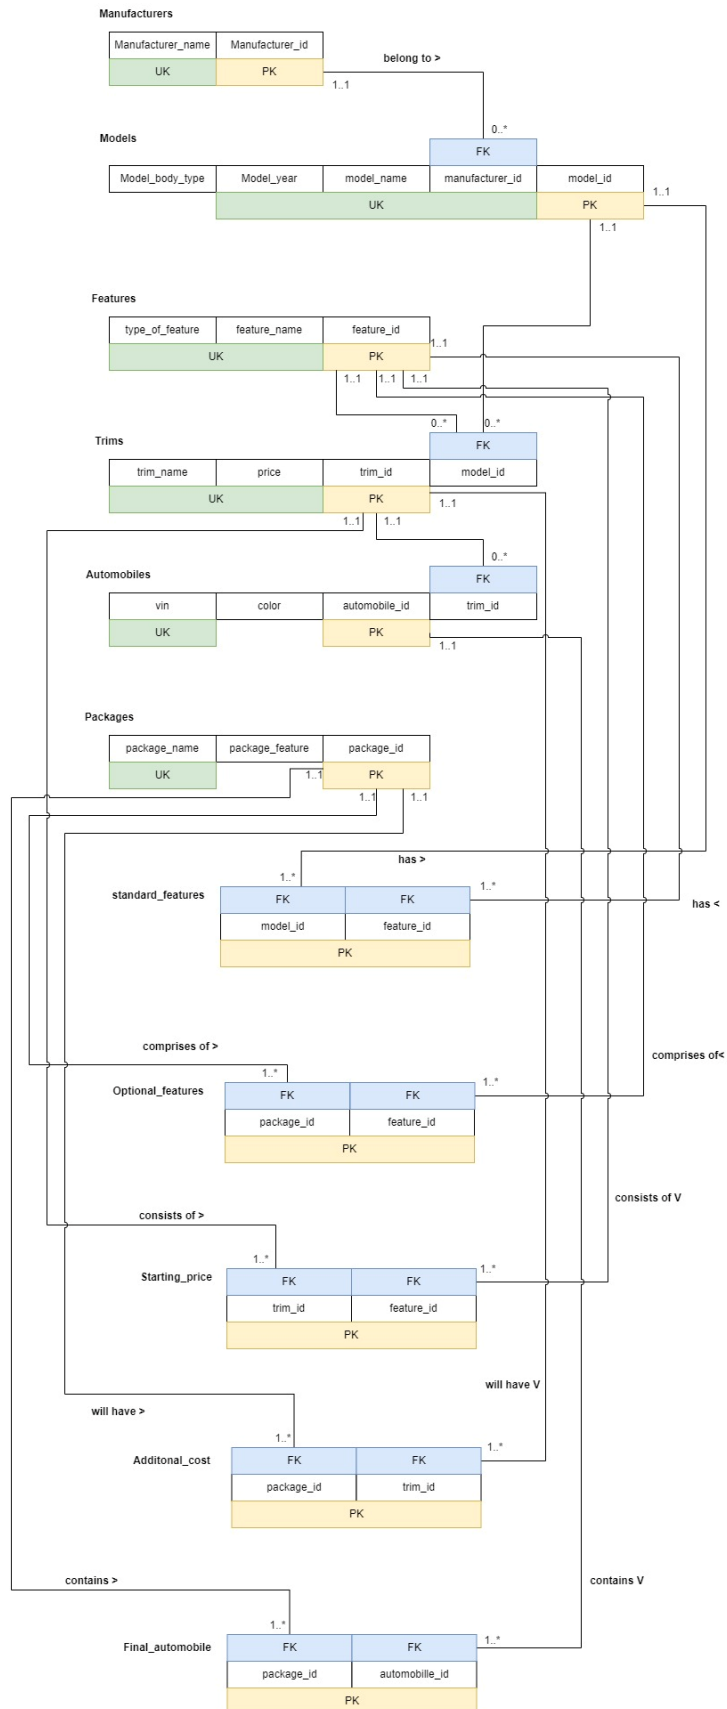 Manufacturers
Manufacturer_name Manufacturer_id
UK PK
belong to >
1..1
0..*
Models
FK
Model_body_type Model_year model_name manufacturer_id model_id
1..1
UK PK
1..1
Features
type_of_feature feature_name feature_id
1..1
UK PK
1..1 1..1 1..1
0..* 0..*
Trims
FK
trim_name price trim_id model_id
UK PK
1..1
1..1 1..1
0..*
Automobiles
FK
vin color automobile_id trim_id
UK PK
1..1
Packages
package_name package_feature package_id
UK 1..1 PK
1..1 1..1
has >
1..* 1..*
standard_features FK FK
has <
model_id feature_id
PK
comprises of >
comprises of<
1..* 1..*
Optional_features FK FK
package_id feature_id
PK
consists of V
consists of >
1..* 1..*
Starting_price FK FK
trim_id feature_id
PK
will have V
will have >
1..* 1..*
Additonal_cost FK FK
package_id trim_id
PK
contains > contains V
1..* 1..*
Final_automobile FK FK
package_id automobille_id
PK